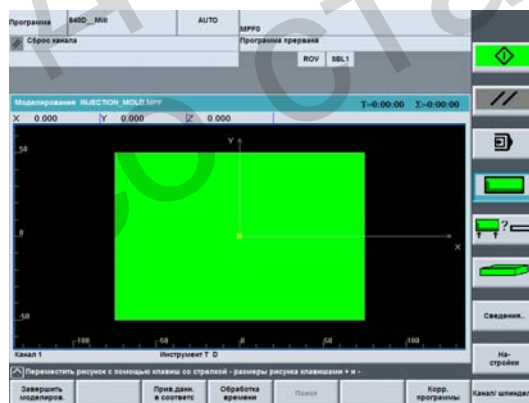 Программа 840D__Mill AUTO MPF0
Сброс канала Программа прервана
ROV SBL1
Моделирование INJECTION_MOLD.MPF T=0:00:00 Σ=0:00:00
X 0.000 Y 0.000 Z 0.000
50 Y
0 X
-50
-100 -50 0 50 100
Канал 1 Инструмент T D
Переместить рисунок с помощью клавиш со стрелкой - размеры рисунка клавишами + и -
?
Сведения..
На-
стройки
Завершить
моделиров.
Прив.данн.
в соответс
Обработка
времени
Поиск
Корр.
программы
Канал/ шпиндел